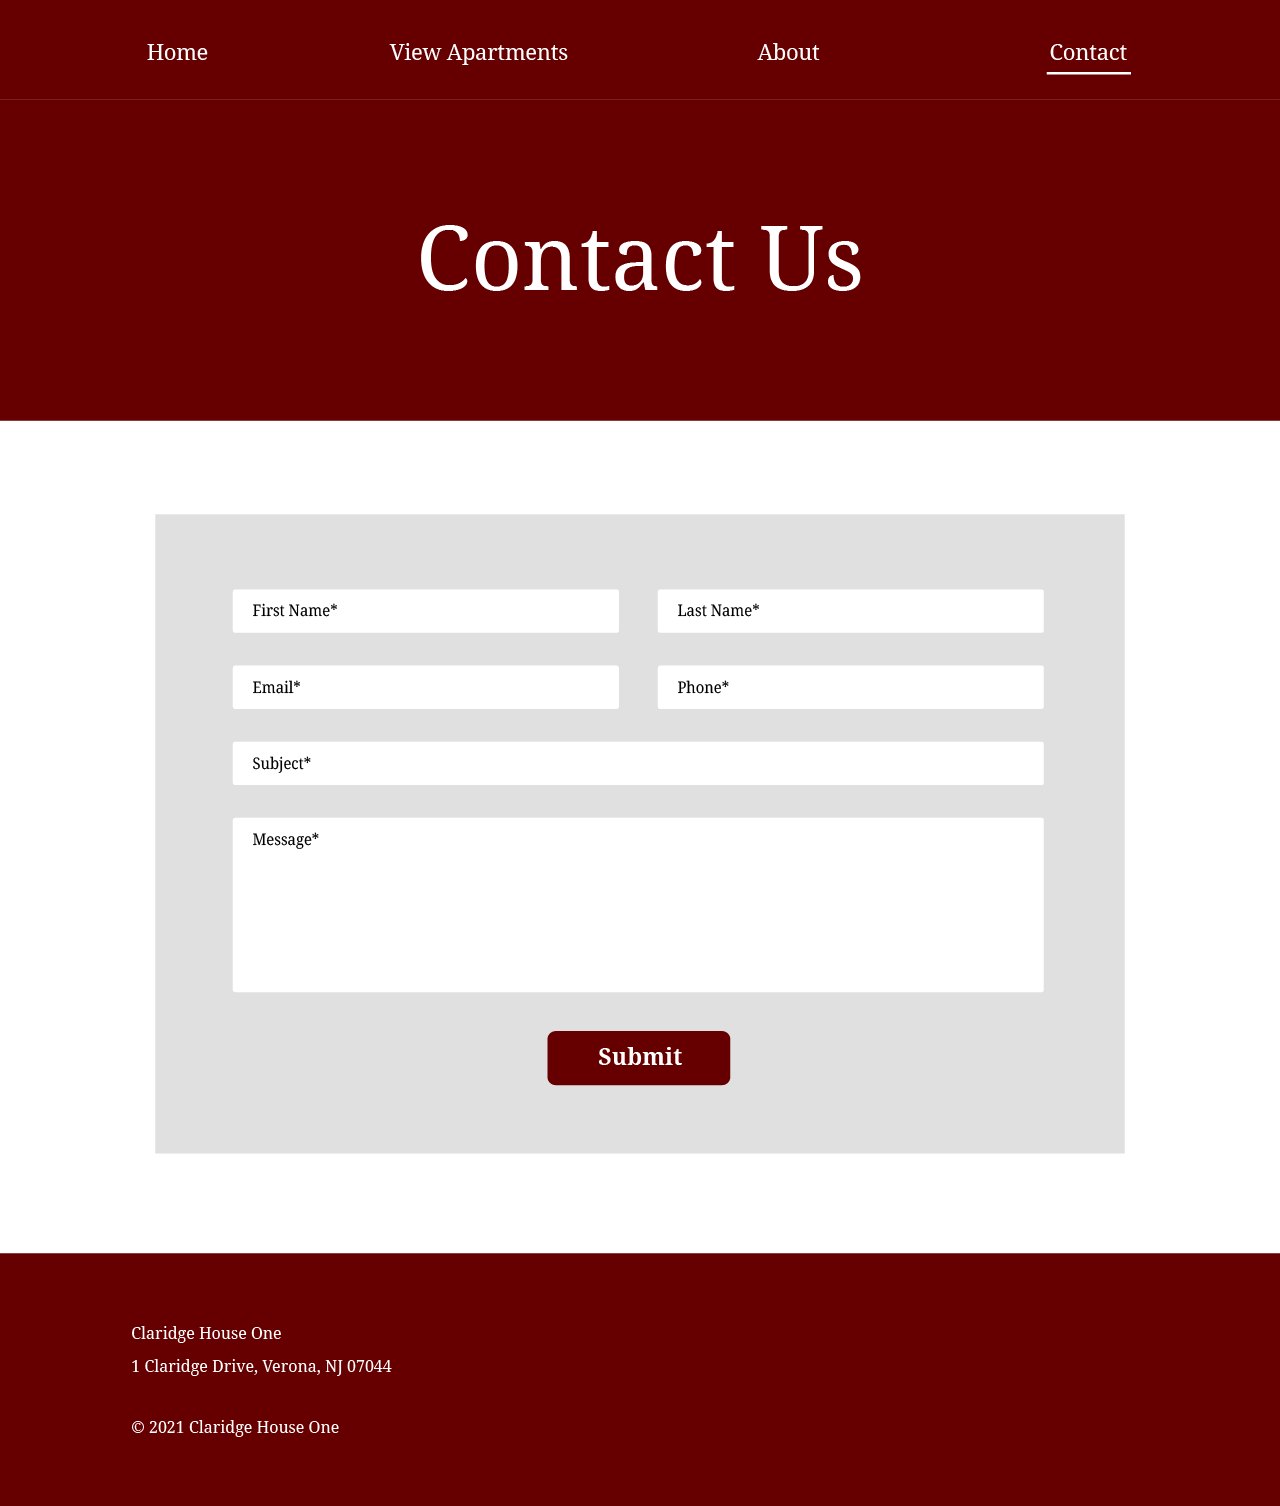 Home View Apartments About Contact
Contact Us
First Name* Last Name*
Email* Phone*
Subject*
Message*
Submit
Claridge House One
1 Claridge Drive, Verona, NJ 07044
© 2021 Claridge House One